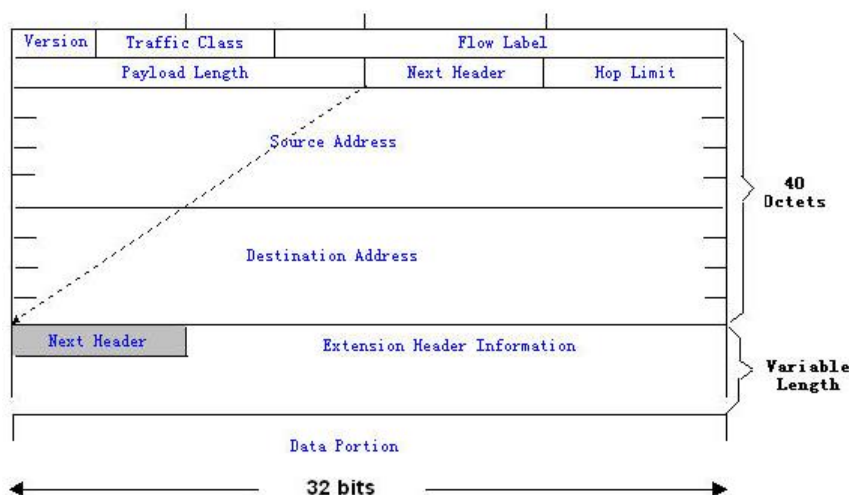 Version Traffic Class Flow Label
Payload Length Next Header Hop Limit
Source Address
40
Octets
Destination Address
Next Header Extension Header Information
Variable
Length
Data Portion
32 bits